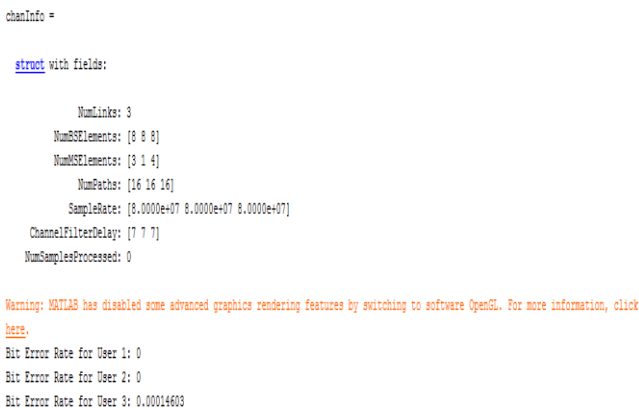 chanInfo =
struct with fields:
NumLinks: 3
NumBSElements: [8 8 8]
NumMSElements: [3 1 4]
NumPaths: [16 16 16]
SampleRate: [8.0000e+07 8.0000e+07 8.0000e+07]
ChannelFilterDelay: [7 7 7]
NumSamplesProcessed: 0
Warning: MATLAB has disabled some advanced graphics rendering features by switching to software OpenGL. For more information, click
here.
Bit Error Rate for User 1: 0
Bit Error Rate for User 2: 0
Bit Error Rate for User 3: 0.00014603